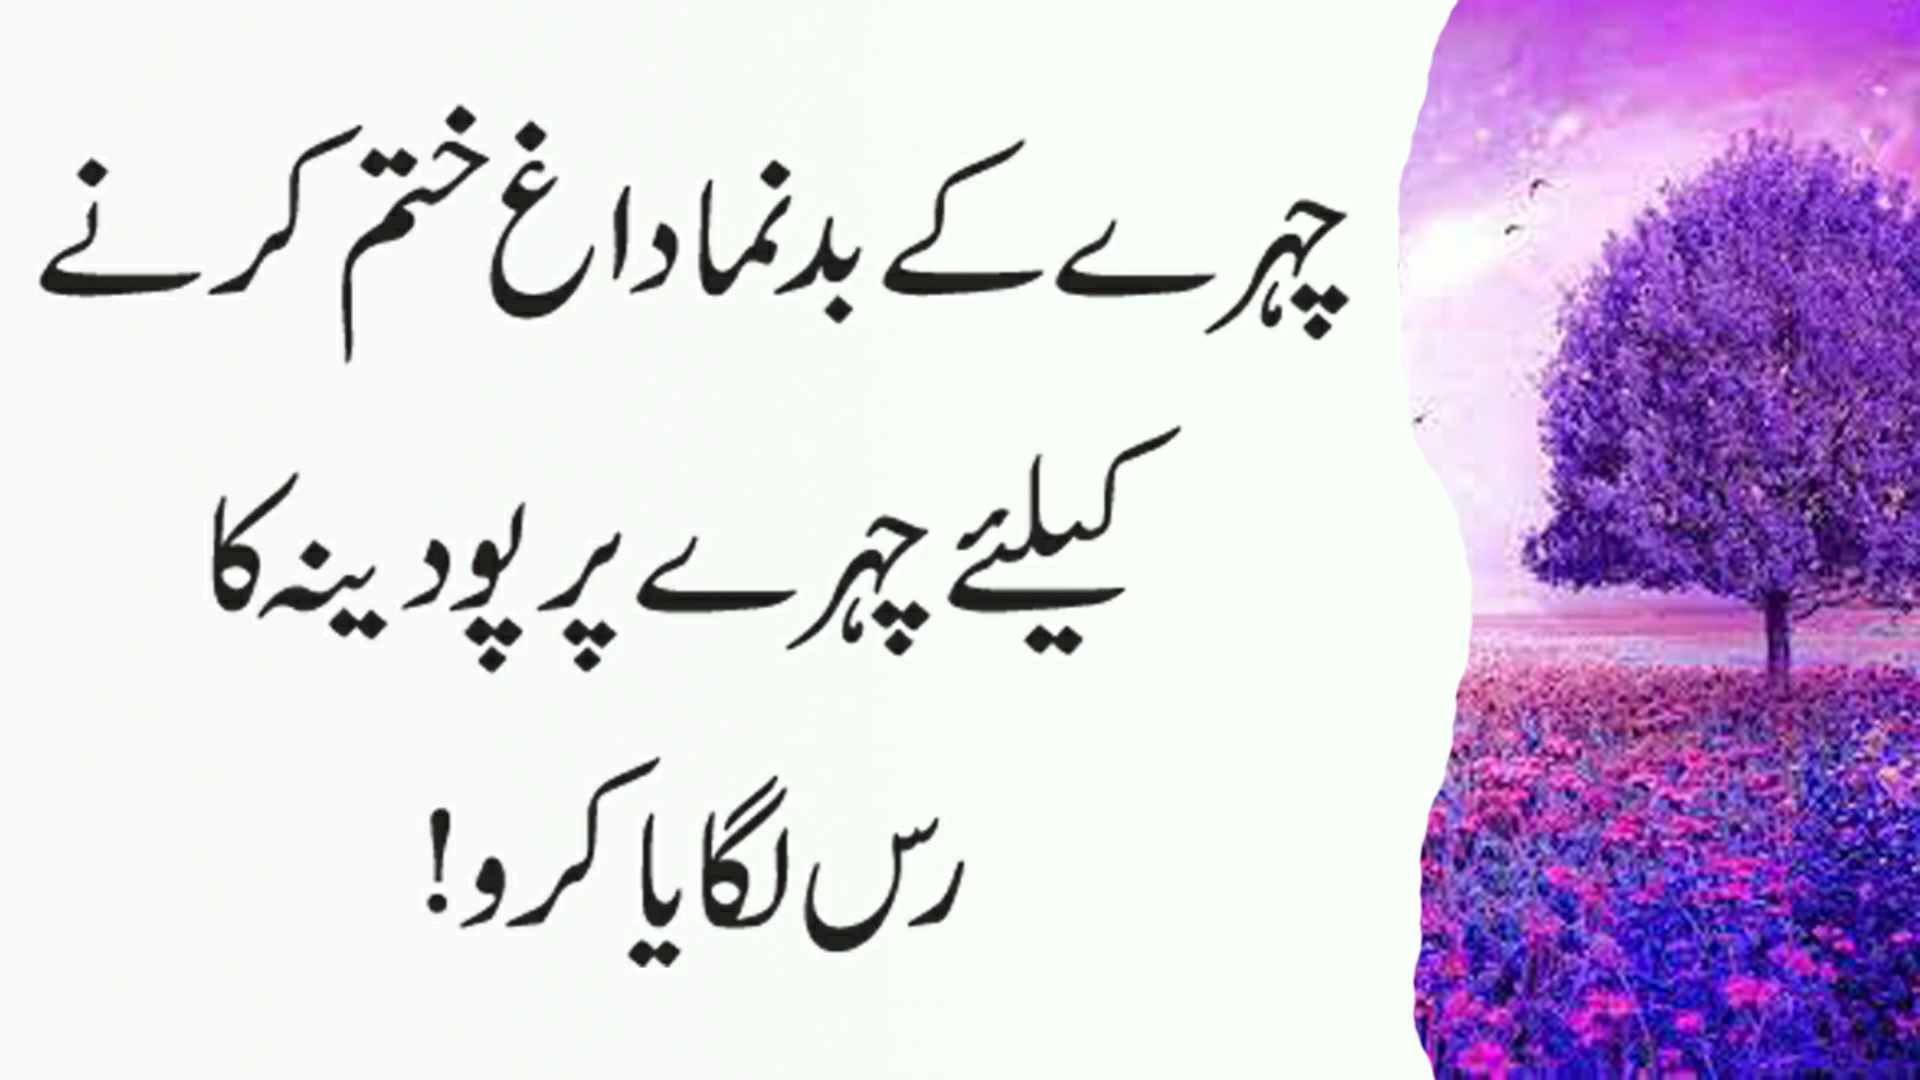 چہرے کے بدنما داغ ختم کرنے
کیلئے چہرے پر پودینہ کا
رس لگایا کرو!